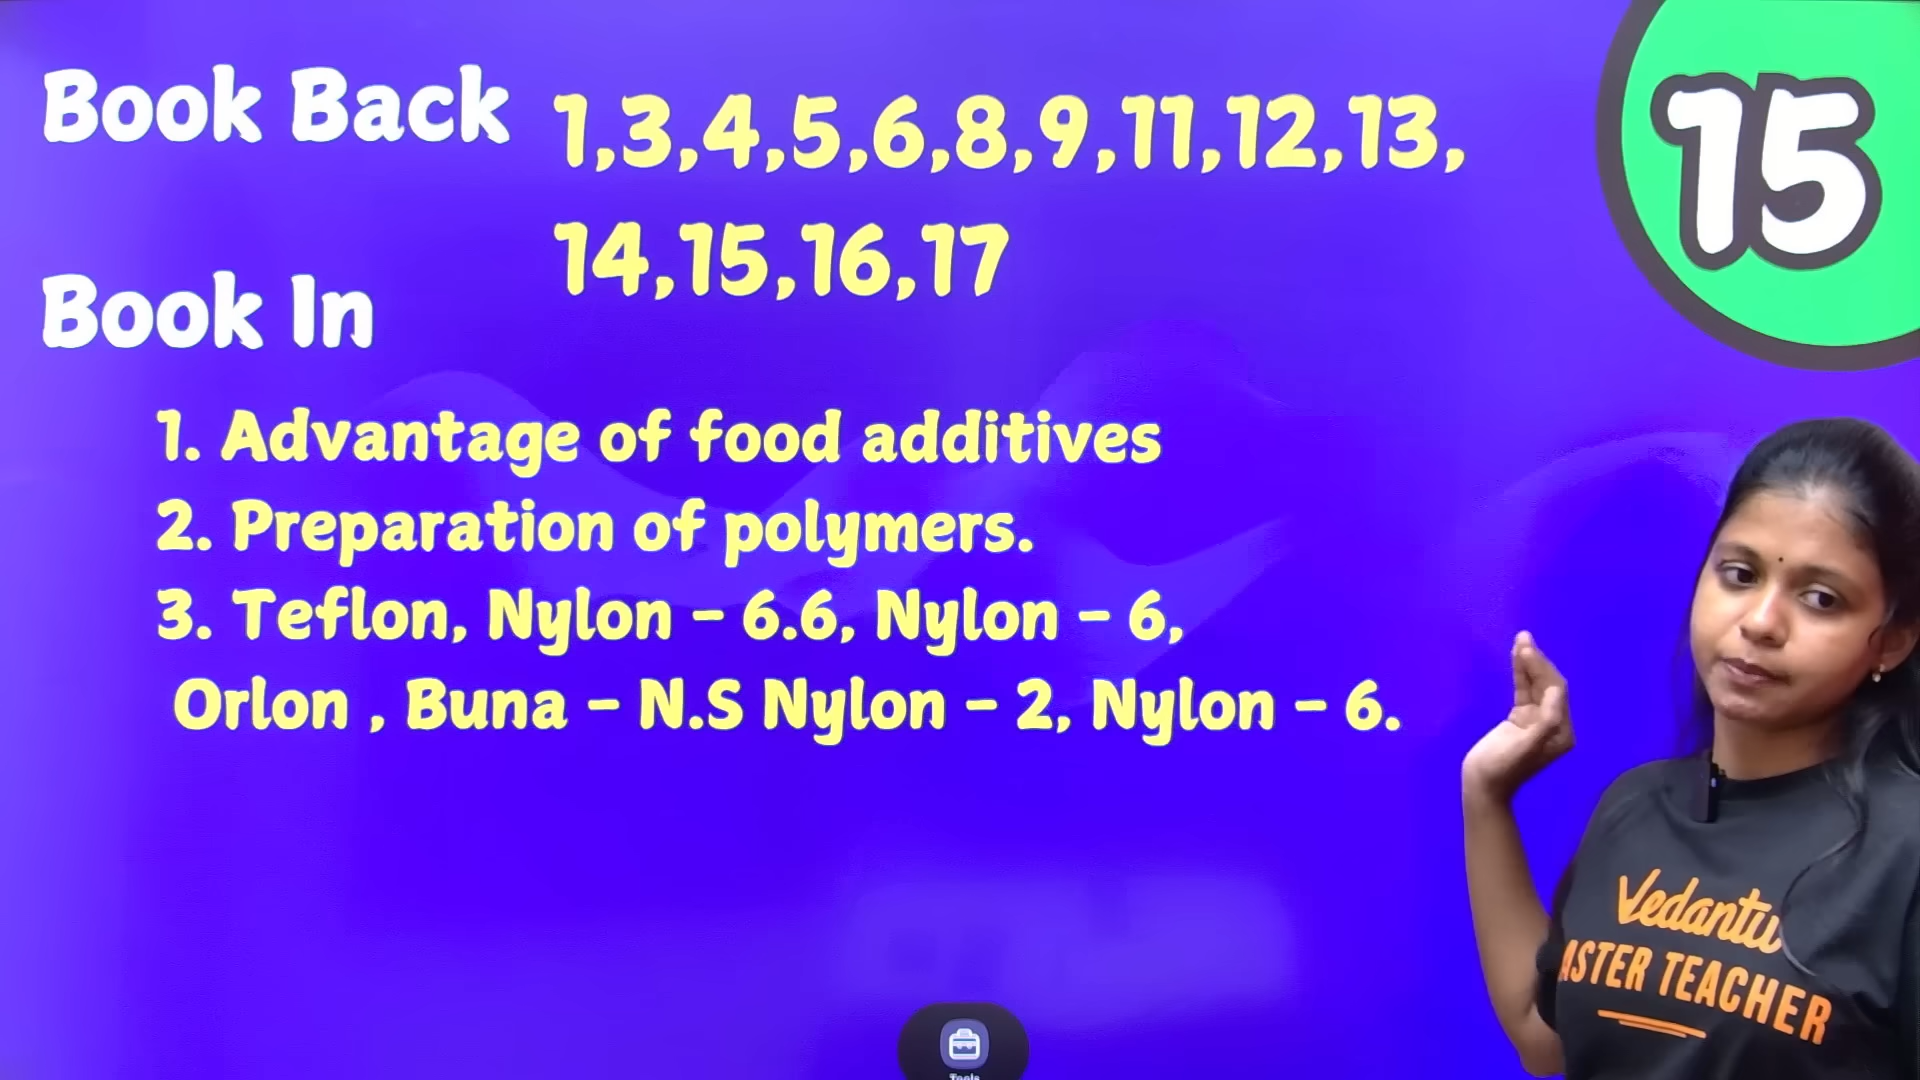 Book Back 1,3,4,5,6,8,9,11,12,13,
14,15,16,17
15
Book In
1. Advantage of food additives
2. Preparation of polymers.
3. Teflon, Nylon – 6.6, Nylon – 6,
Orlon , Buna – N.S Nylon – 2, Nylon – 6.
Vedantu
ASTER TEACHER
Tools